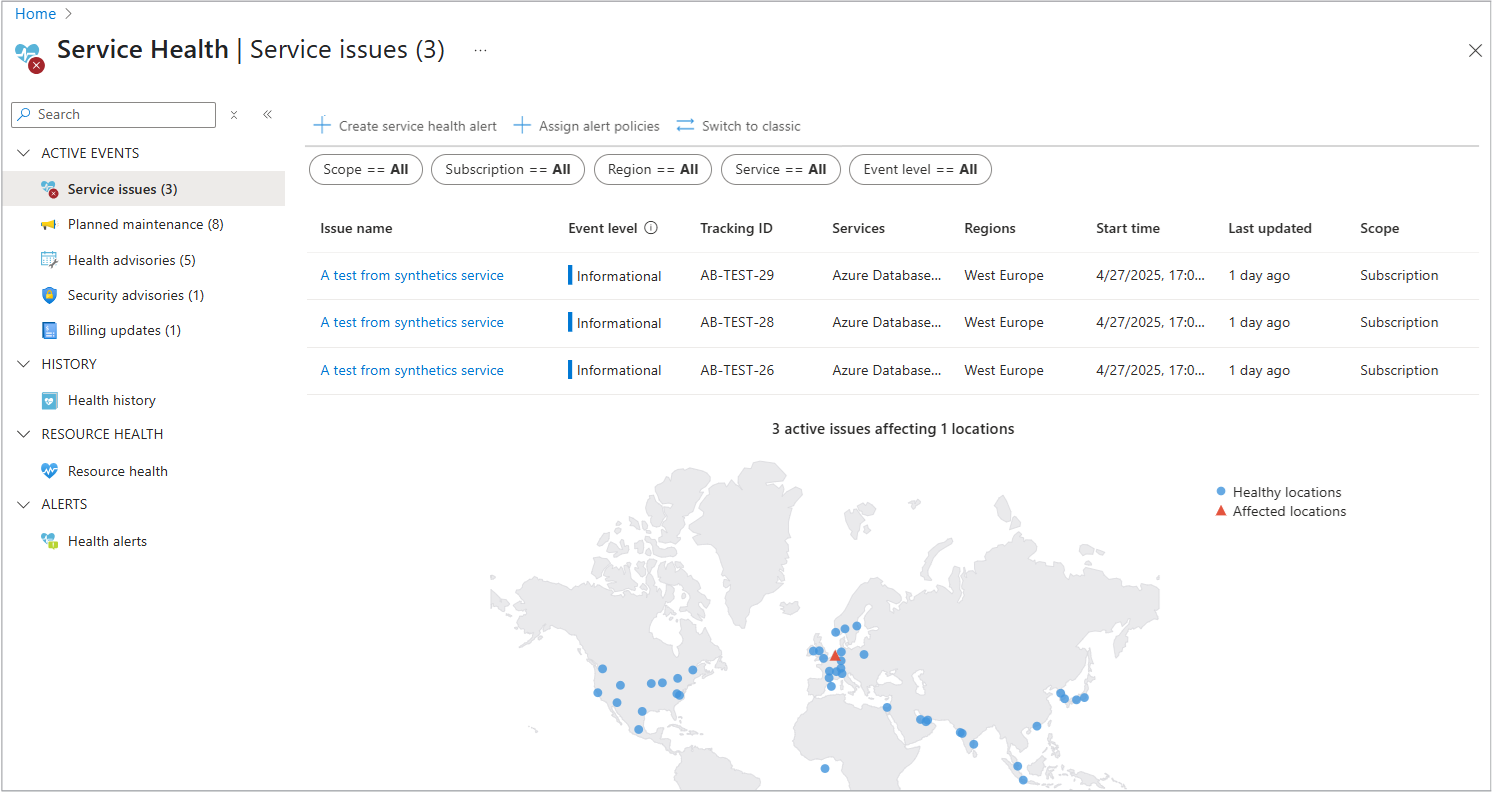 Home
Service Health | Service issues (3) ...
Search
ACTIVE EVENTS
Service issues (3)
Planned maintenance (8)
Health advisories (5)
Security advisories (1)
Billing updates (1)
HISTORY
Health history
RESOURCE HEALTH
Resource health
ALERTS
Health alerts
Create service health alert Assign alert policies Switch to classic
Scope == All Subscription == All Region == All Service == All Event level == All
Issue name Event level Tracking ID Services Regions Start time Last updated Scope
A test from synthetics service Informational AB-TEST-29 Azure Database... West Europe 4/27/2025, 17:0... 1 day ago Subscription
A test from synthetics service Informational AB-TEST-28 Azure Database... West Europe 4/27/2025, 17:0... 1 day ago Subscription
A test from synthetics service Informational AB-TEST-26 Azure Database... West Europe 4/27/2025, 17:0... 1 day ago Subscription
3 active issues affecting 1 locations
Healthy locations
Affected locations